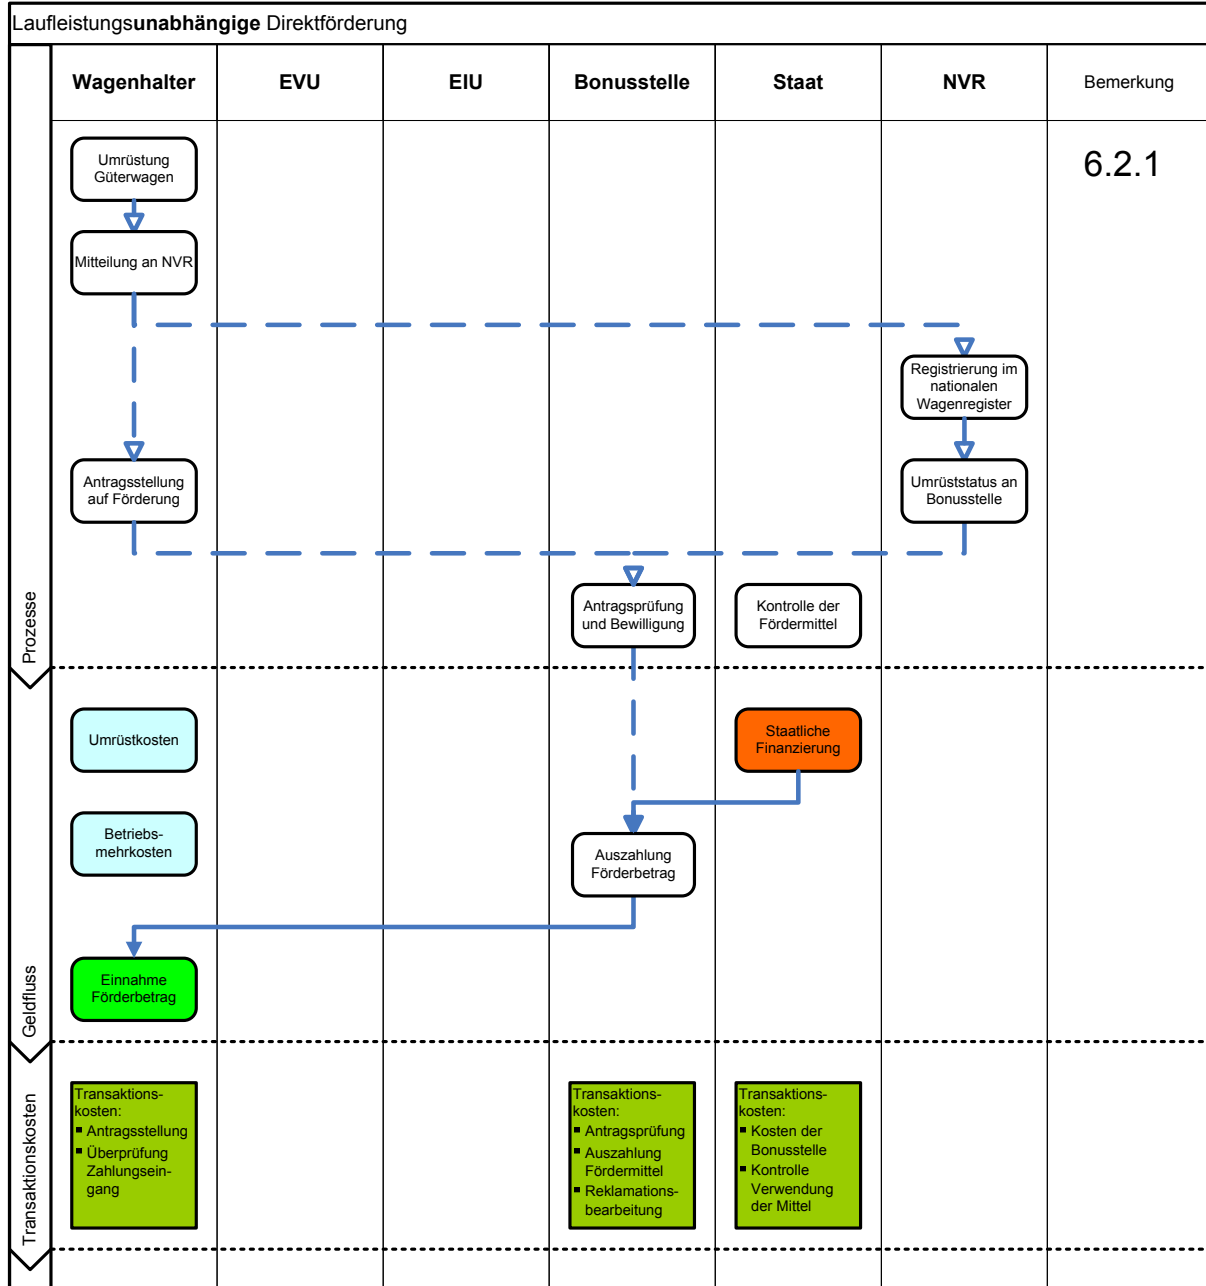 Laufleistungsunabhängige Direktförderung
Wagenhalter
EVU
EIU
Bonusstelle
Staat
NVR
Bemerkung
Prozesse
Umrüstung
Güterwagen
6.2.1
Mitteilung an NVR
Registrierung im
nationalen
Wagenregister
Antragsstellung
auf Förderung
Umrüststatus an
Bonusstelle
Antragsprüfung
und Bewilligung
Kontrolle der
Fördermittel
Geldfluss
Umrüstkosten
Staatliche
Finanzierung
Betriebs-
mehrkosten
Auszahlung
Förderbetrag
Einnahme
Förderbetrag
Transaktionskosten
Transaktions-
kosten:
▪ Antragsstellung
▪ Überprüfung
Zahlungsein-
gang
Transaktions-
kosten:
▪ Antragsprüfung
▪ Auszahlung
Fördermittel
▪ Reklamations-
bearbeitung
Transaktions-
kosten:
▪ Kosten der
Bonusstelle
▪ Kontrolle
Verwendung
der Mittel